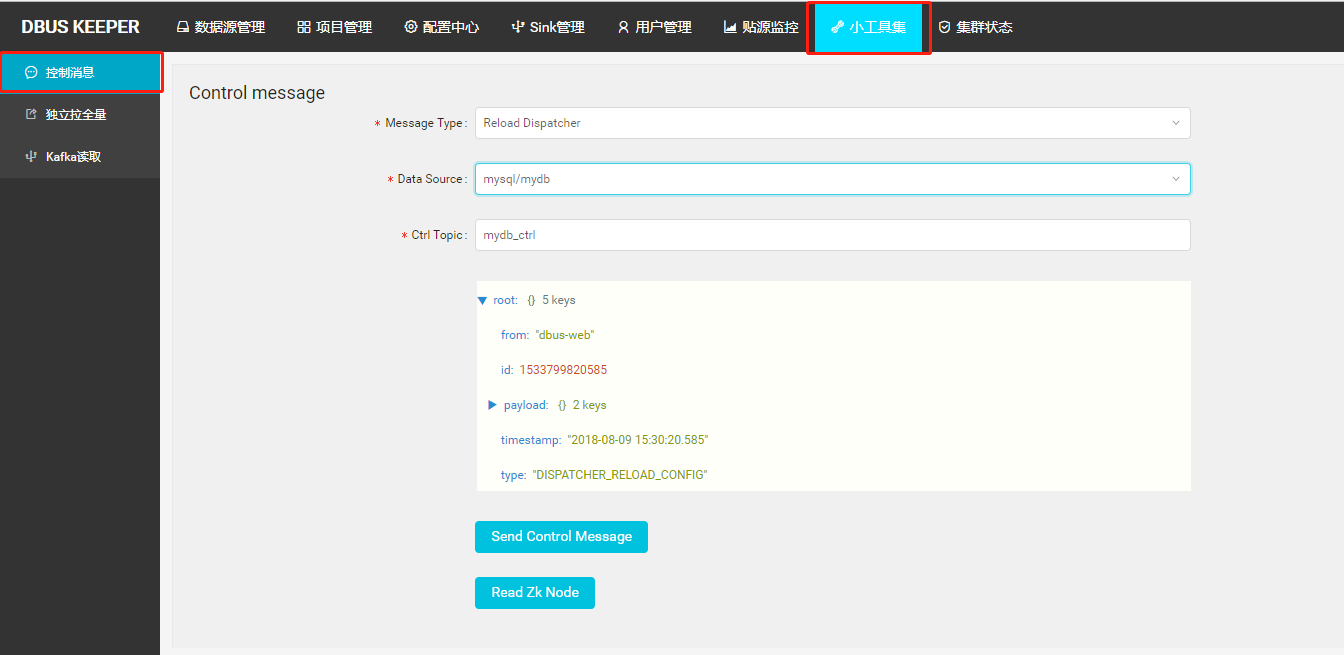 DBUS KEEPER 数据源管理 项目管理 配置中心 Sink管理 用户管理 贴源监控 小工具集 集群状态
控制消息
独立拉全量
Kafka读取
Control message
* Message Type : Reload Dispatcher
* Data Source : mysql/mydb
* Ctrl Topic : mydb_ctrl
root: {} 5 keys
from: "dbus-web"
id: 1533799820585
payload: {} 2 keys
timestamp: "2018-08-09 15:30:20.585"
type: "DISPATCHER_RELOAD_CONFIG"
Send Control Message
Read Zk Node